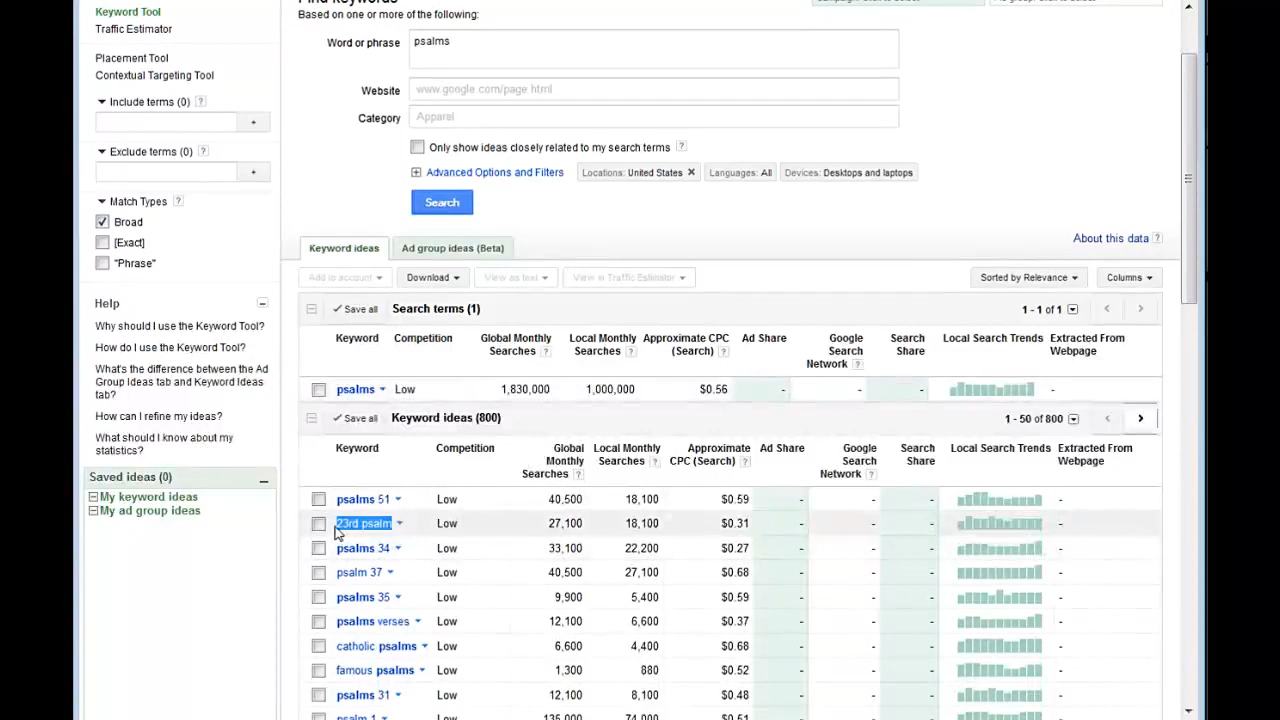 Keyword Tool
Traffic Estimator
Placement Tool
Contextual Targeting Tool
Include terms (0) ?
+
Exclude terms (0) ?
+
Match Types ?
Broad
[Exact]
"Phrase"
Help
Why should I use the Keyword Tool?
How do I use the Keyword Tool?
What's the difference between the Ad
Group Ideas tab and Keyword Ideas
tab?
How can I refine my ideas?
What should I know about my
statistics?
Saved ideas (0)
My keyword ideas
My ad group ideas
Find keywords
Based on one or more of the following:
Word or phrase psalms
Website www.google.com/page.html
Category Apparel
Only show ideas closely related to my search terms ?
Advanced Options and Filters Locations: United States × Languages: All Devices: Desktops and laptops
Search
About this data ?
Keyword ideas Ad group ideas (Beta)
Add to account Download View as text View in Traffic Estimator Sorted by Relevance Columns
Save all Search terms (1) 1 - 1 of 1
Keyword Competition Global Monthly Searches ? Local Monthly Searches ? Approximate CPC (Search) ? Ad Share Google Search Network ? Search Share Local Search Trends Extracted From Webpage
psalms Low 1,830,000 1,000,000 $0.56 - - - -
Save all Keyword ideas (800) 1 - 50 of 800
Keyword Competition Global Monthly Searches ? Local Monthly Searches ? Approximate CPC (Search) ? Ad Share Google Search Network ? Search Share Local Search Trends Extracted From Webpage
psalms 51 Low 40,500 18,100 $0.59 - - - -
23rd psalm Low 27,100 18,100 $0.31 - - - -
psalms 34 Low 33,100 22,200 $0.27 - - - -
psalm 37 Low 40,500 27,100 $0.68 - - - -
psalms 35 Low 9,900 5,400 $0.59 - - - -
psalms verses Low 12,100 6,600 $0.37 - - - -
catholic psalms Low 6,600 4,400 $0.68 - - - -
famous psalms Low 1,300 880 $0.52 - - - -
psalms 31 Low 12,100 8,100 $0.48 - - - -
psalm 1 Low 135,000 74,000 $0.61